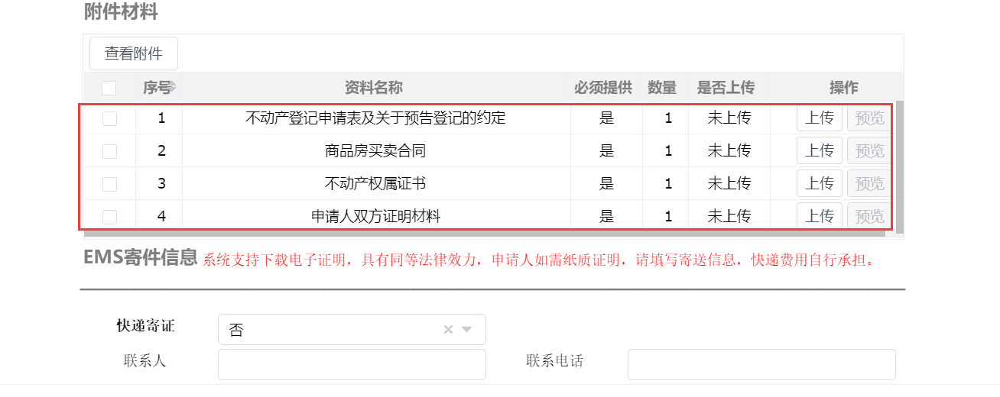 附件材料
查看附件
序号 资料名称 必须提供 数量 是否上传 操作
1 不动产登记申请表及关于预告登记的约定 是 1 未上传 上传 预览
2 商品房买卖合同 是 1 未上传 上传 预览
3 不动产权属证书 是 1 未上传 上传 预览
4 申请人双方证明材料 是 1 未上传 上传 预览
EMS寄件信息 系统支持下载电子证明，具有同等法律效力，申请人如需纸质证明，请填写寄送信息，快递费用自行承担。
快递寄证 否
联系人 联系电话